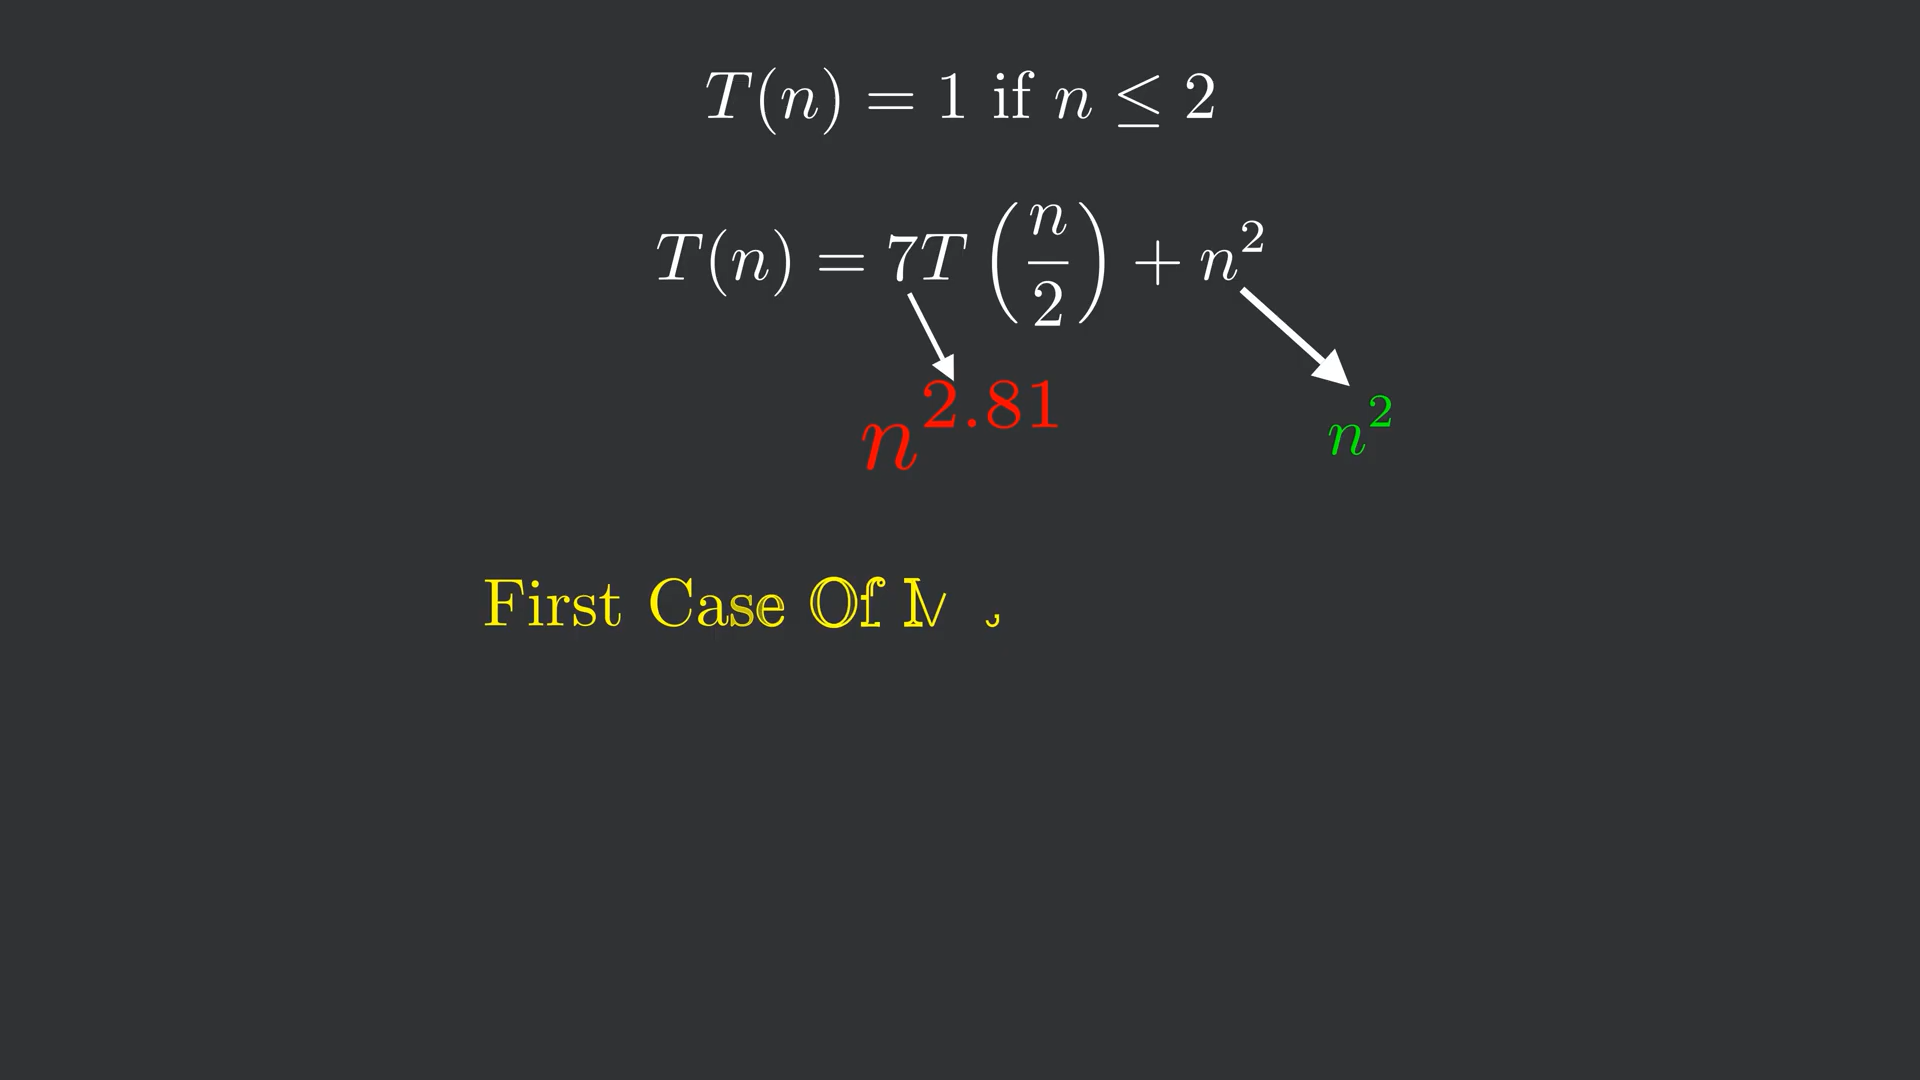 T(n) = 1 if n ≤ 2
T(n) = 7T(n/2) + n²
n^2.81 n²
First Case Of